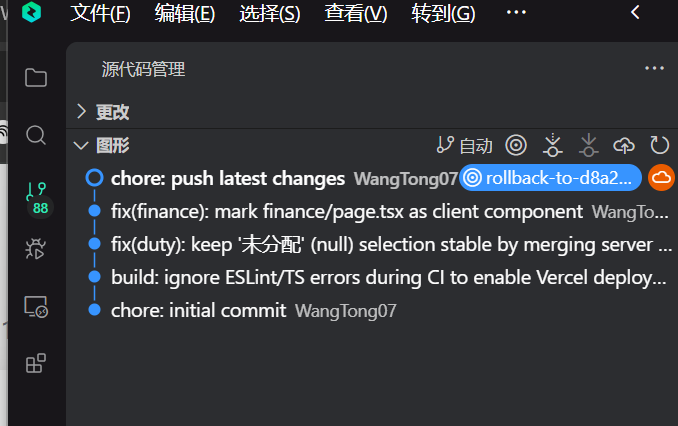 文件(F) 编辑(E) 选择(S) 查看(V) 转到(G) ···
源代码管理 ···
更改
图形 自动
88
chore: push latest changes WangTong07 rollback-to-d8a2...
fix(finance): mark finance/page.tsx as client component WangTo...
fix(duty): keep '未分配' (null) selection stable by merging server ...
build: ignore ESLint/TS errors during CI to enable Vercel deploy...
chore: initial commit WangTong07